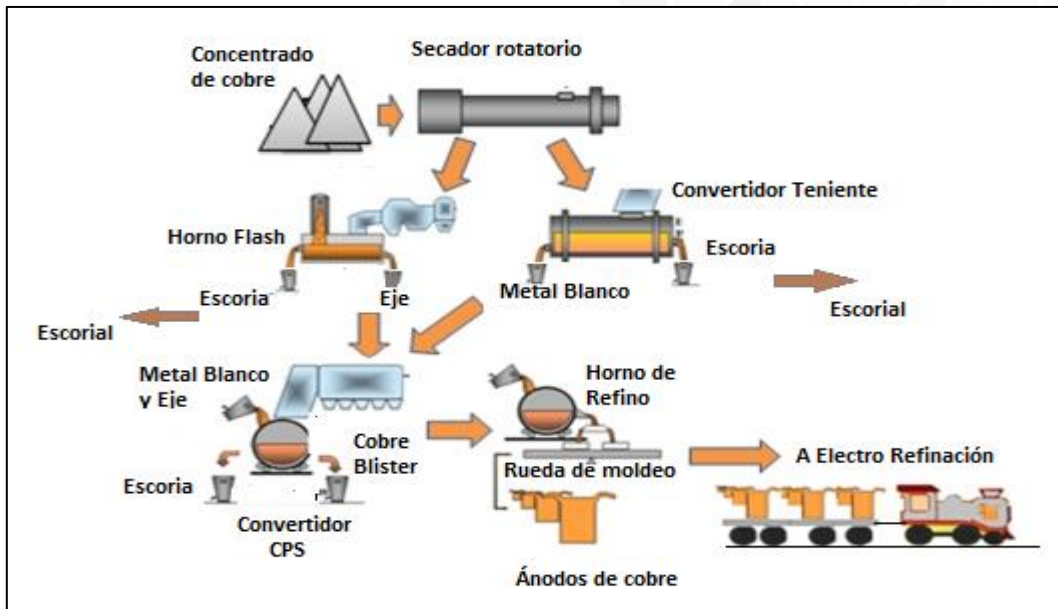 Concentrado
de cobre
Secador rotatorio
Convertidor Teniente
Horno Flash
Escoria
Escoria
Eje
Metal Blanco
Escorial
Escorial
Metal Blanco
y Eje
Horno de
Refino
Cobre
Blister
Rueda de moldeo
A Electro Refinación
Escoria
Convertidor
CPS
Ánodos de cobre